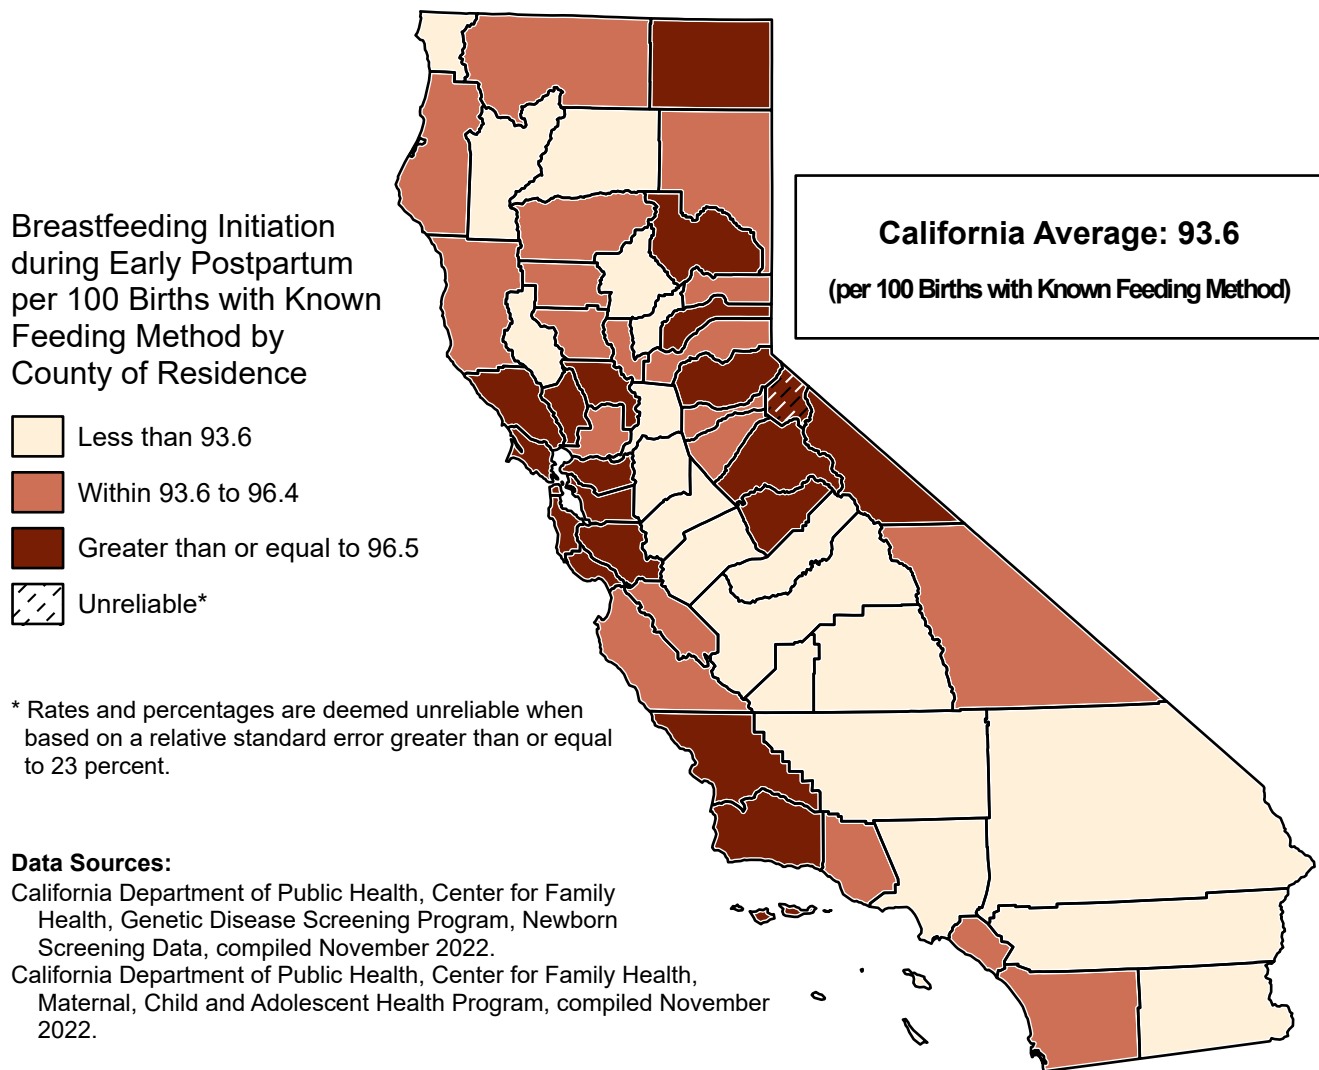 Breastfeeding Initiation
during Early Postpartum
per 100 Births with Known
Feeding Method by
County of Residence
Less than 93.6
Within 93.6 to 96.4
Greater than or equal to 96.5
Unreliable*
* Rates and percentages are deemed unreliable when
based on a relative standard error greater than or equal
to 23 percent.
Data Sources:
California Department of Public Health, Center for Family
Health, Genetic Disease Screening Program, Newborn
Screening Data, compiled November 2022.
California Department of Public Health, Center for Family Health,
Maternal, Child and Adolescent Health Program, compiled November
2022.
California Average: 93.6
(per 100 Births with Known Feeding Method)